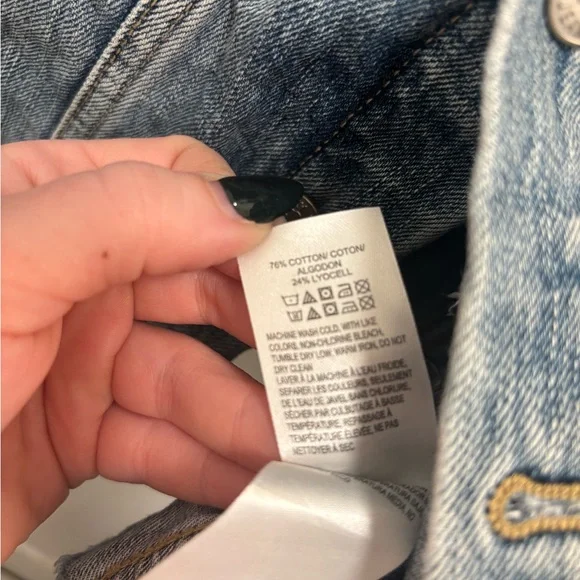 76% COTTON/ COTON/
ALGODON
24% LYOCELL
MACHINE WASH COLD, WITH LIKE
COLORS, NON-CHLORINE BLEACH,
TUMBLE DRY LOW, WARM IRON, DO NOT
DRY CLEAN
LAVER À LA MACHINE À L'EAU FROIDE,
SEPARER LES COULEURS, SEULEMENT
DE L'EAU DE JAVEL SANS CHLORURE,
SÉCHER PAR CULBUTAGE À BASSE
TEMPÉRATURE, REPASSAGE À
TEMPÉRATURE ÉLEVÉE, NE PAS
NETTOYER À SEC